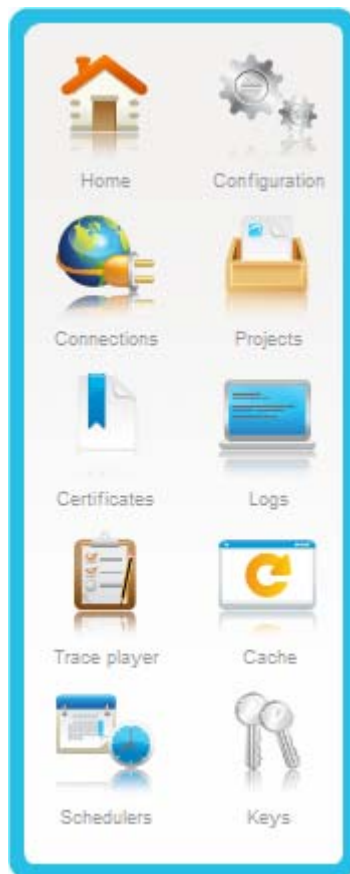 Home
Configuration
Connections
Projects
Certificates
Logs
Trace player
Cache
Schedulers
Keys